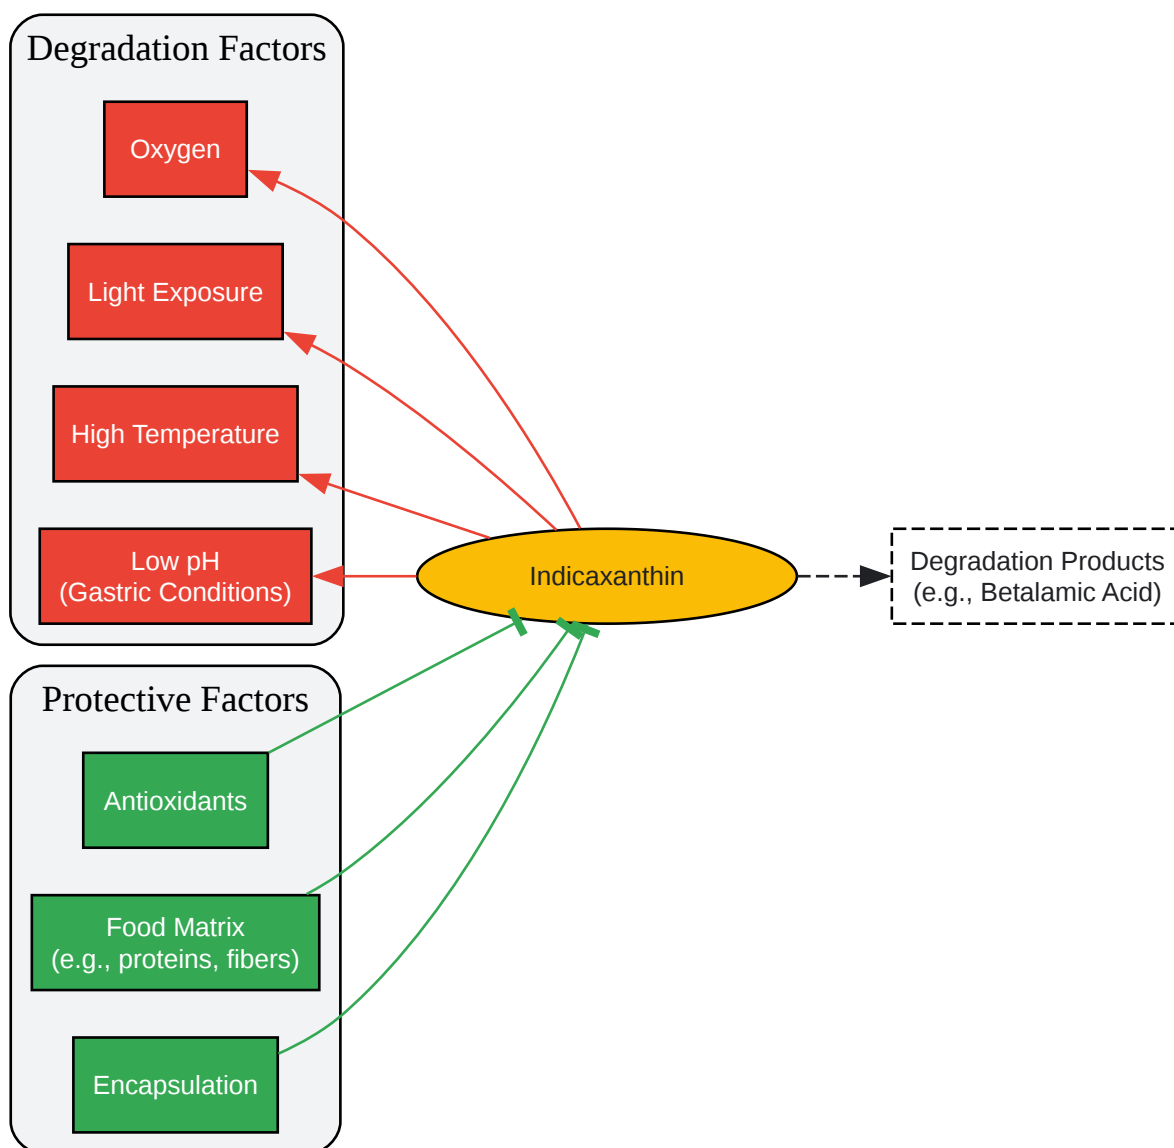 Degradation Factors
Oxygen
Light Exposure
High Temperature
Low pH
(Gastric Conditions)
Indicaxanthin
Degradation Products
(e.g., Betalamic Acid)
Protective Factors
Antioxidants
Food Matrix
(e.g., proteins, fibers)
Encapsulation